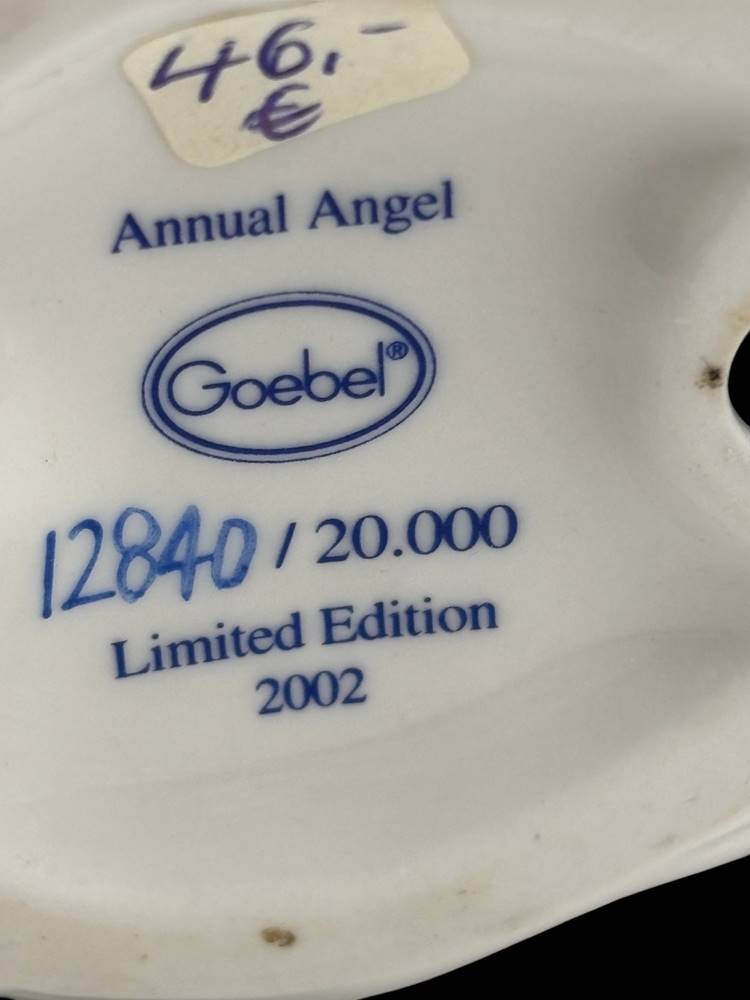 46,-
€
Annual Angel
Goebel®
12840 / 20.000
Limited Edition
2002